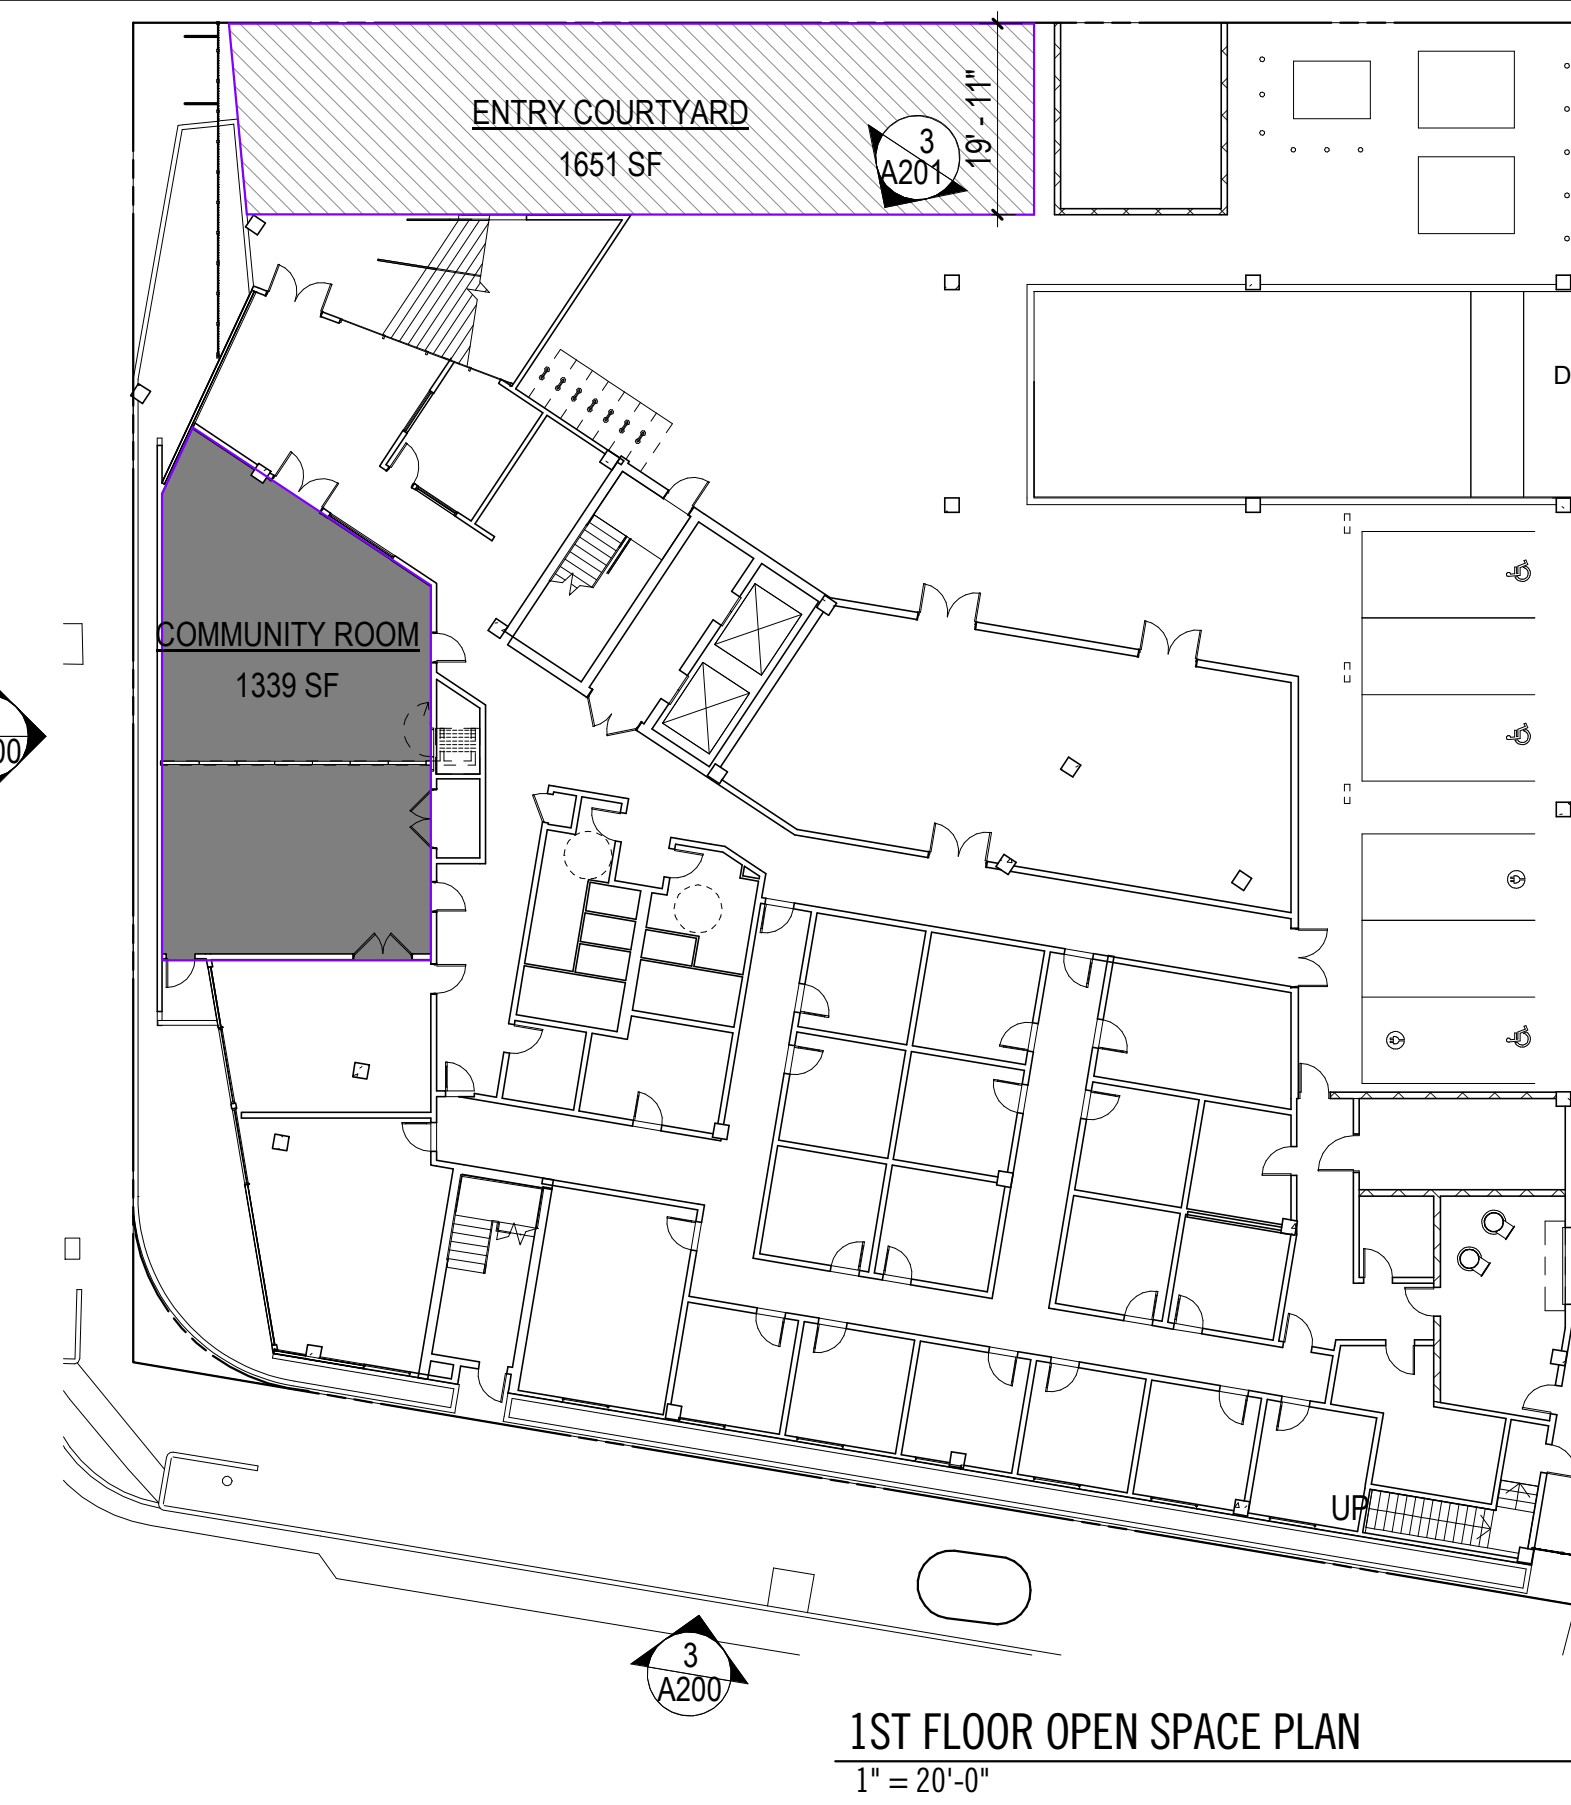 ENTRY COURTYARD
1651 SF
3
A201
19' - 11"
D
COMMUNITY ROOM
1339 SF
00
UP
3
A200
1ST FLOOR OPEN SPACE PLAN
1" = 20'-0"